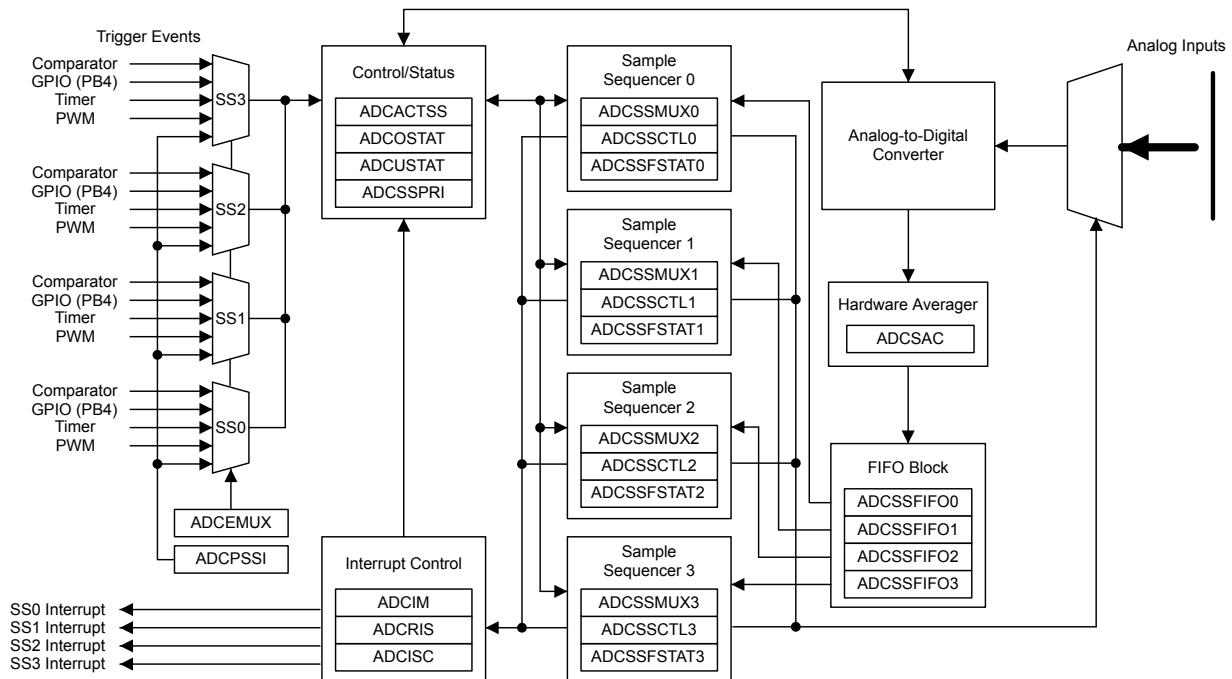 Trigger Events
Comparator
GPIO (PB4)
Timer
PWM
SS3
Comparator
GPIO (PB4)
Timer
PWM
SS2
Comparator
GPIO (PB4)
Timer
PWM
SS1
Comparator
GPIO (PB4)
Timer
PWM
SS0
ADCEMUX
ADCPSSI
SS0 Interrupt
SS1 Interrupt
SS2 Interrupt
SS3 Interrupt
Control/Status
ADCACTSS
ADCOSTAT
ADCUSTAT
ADCSSPRI
Interrupt Control
ADCIM
ADCRIS
ADCISC
Sample
Sequencer 0
ADCSSMUX0
ADCSSCTL0
ADCSSFSTAT0
Sample
Sequencer 1
ADCSSMUX1
ADCSSCTL1
ADCSSFSTAT1
Sample
Sequencer 2
ADCSSMUX2
ADCSSCTL2
ADCSSFSTAT2
Sample
Sequencer 3
ADCSSMUX3
ADCSSCTL3
ADCSSFSTAT3
Analog-to-Digital
Converter
Hardware Averager
ADCSAC
FIFO Block
ADCSSFIFO0
ADCSSFIFO1
ADCSSFIFO2
ADCSSFIFO3
Analog Inputs